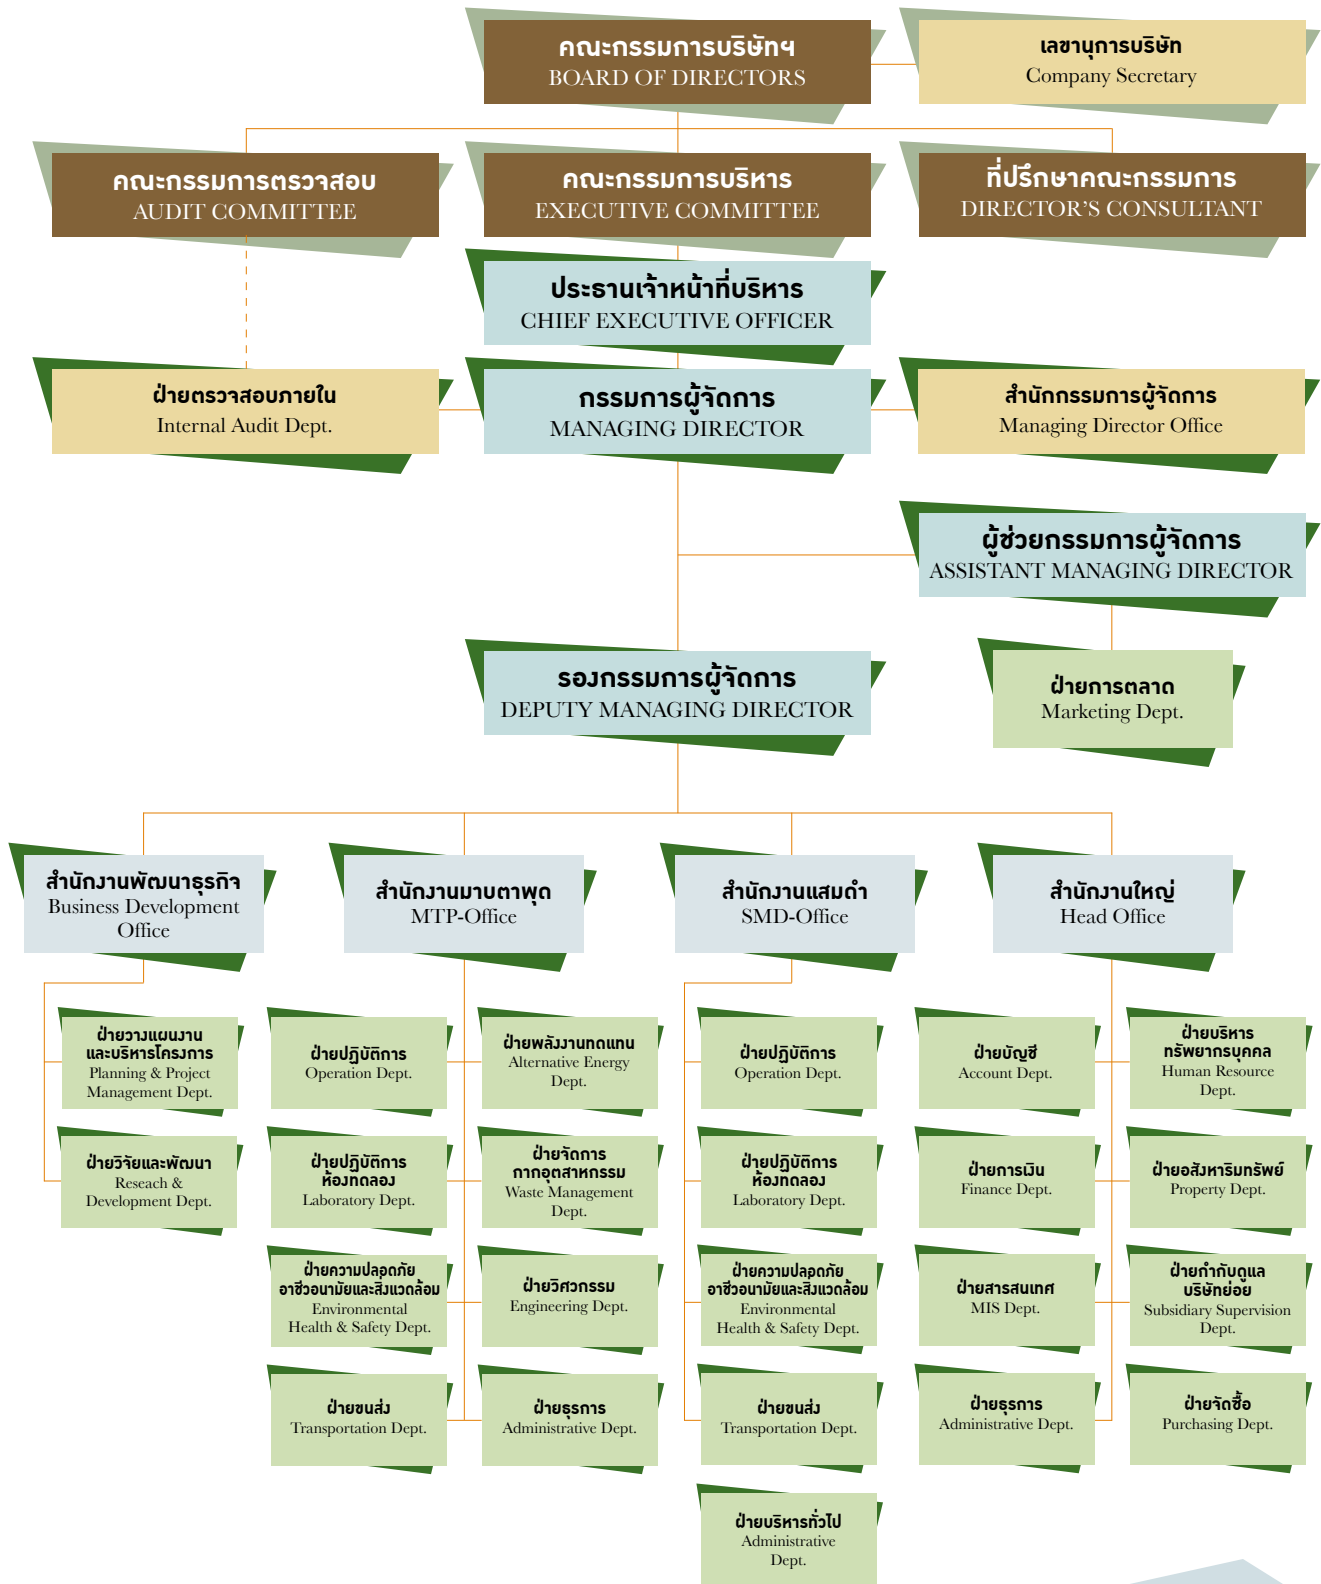 คณะกรรมการบริษัทฯ
BOARD OF DIRECTORS
เลขานุการบริษัท
Company Secretary
คณะกรรมการตรวจสอบ
AUDIT COMMITTEE
คณะกรรมการบริหาร
EXECUTIVE COMMITTEE
ที่ปรึกษาคณะกรรมการ
DIRECTOR'S CONSULTANT
ประธานเจ้าหน้าที่บริหาร
CHIEF EXECUTIVE OFFICER
ฝ่ายตรวจสอบภายใน
Internal Audit Dept.
กรรมการผู้จัดการ
MANAGING DIRECTOR
สำนักกรรมการผู้จัดการ
Managing Director Office
ผู้ช่วยกรรมการผู้จัดการ
ASSISTANT MANAGING DIRECTOR
รองกรรมการผู้จัดการ
DEPUTY MANAGING DIRECTOR
ฝ่ายการตลาด
Marketing Dept.
สำนักงานพัฒนาธุรกิจ
Business Development
Office
สำนักงานมาบตาพุด
MTP-Office
สำนักงานแสมดำ
SMD-Office
สำนักงานใหญ่
Head Office
ฝ่ายวางแผนงาน
และบริหารโครงการ
Planning & Project
Management Dept.
ฝ่ายปฏิบัติการ
Operation Dept.
ฝ่ายพลังงานทดแทน
Alternative Energy
Dept.
ฝ่ายปฏิบัติการ
Operation Dept.
ฝ่ายบัญชี
Account Dept.
ฝ่ายบริหาร
ทรัพยากรบุคคล
Human Resource
Dept.
ฝ่ายวิจัยและพัฒนา
Reseach &
Development Dept.
ฝ่ายปฏิบัติการ
ห้องทดลอง
Laboratory Dept.
ฝ่ายจัดการ
กากอุตสาหกรรม
Waste Management
Dept.
ฝ่ายปฏิบัติการ
ห้องทดลอง
Laboratory Dept.
ฝ่ายการเงิน
Finance Dept.
ฝ่ายอสังหาริมทรัพย์
Property Dept.
ฝ่ายความปลอดภัย
อาชีวอนามัยและสิ่งแวดล้อม
Environmental
Health & Safety Dept.
ฝ่ายวิศวกรรม
Engineering Dept.
ฝ่ายความปลอดภัย
อาชีวอนามัยและสิ่งแวดล้อม
Environmental
Health & Safety Dept.
ฝ่ายสารสนเทศ
MIS Dept.
ฝ่ายกำกับดูแล
บริษัทย่อย
Subsidiary Supervision
Dept.
ฝ่ายขนส่ง
Transportation Dept.
ฝ่ายธุรการ
Administrative Dept.
ฝ่ายขนส่ง
Transportation Dept.
ฝ่ายธุรการ
Administrative Dept.
ฝ่ายจัดซื้อ
Purchasing Dept.
ฝ่ายบริหารทั่วไป
Administrative
Dept.